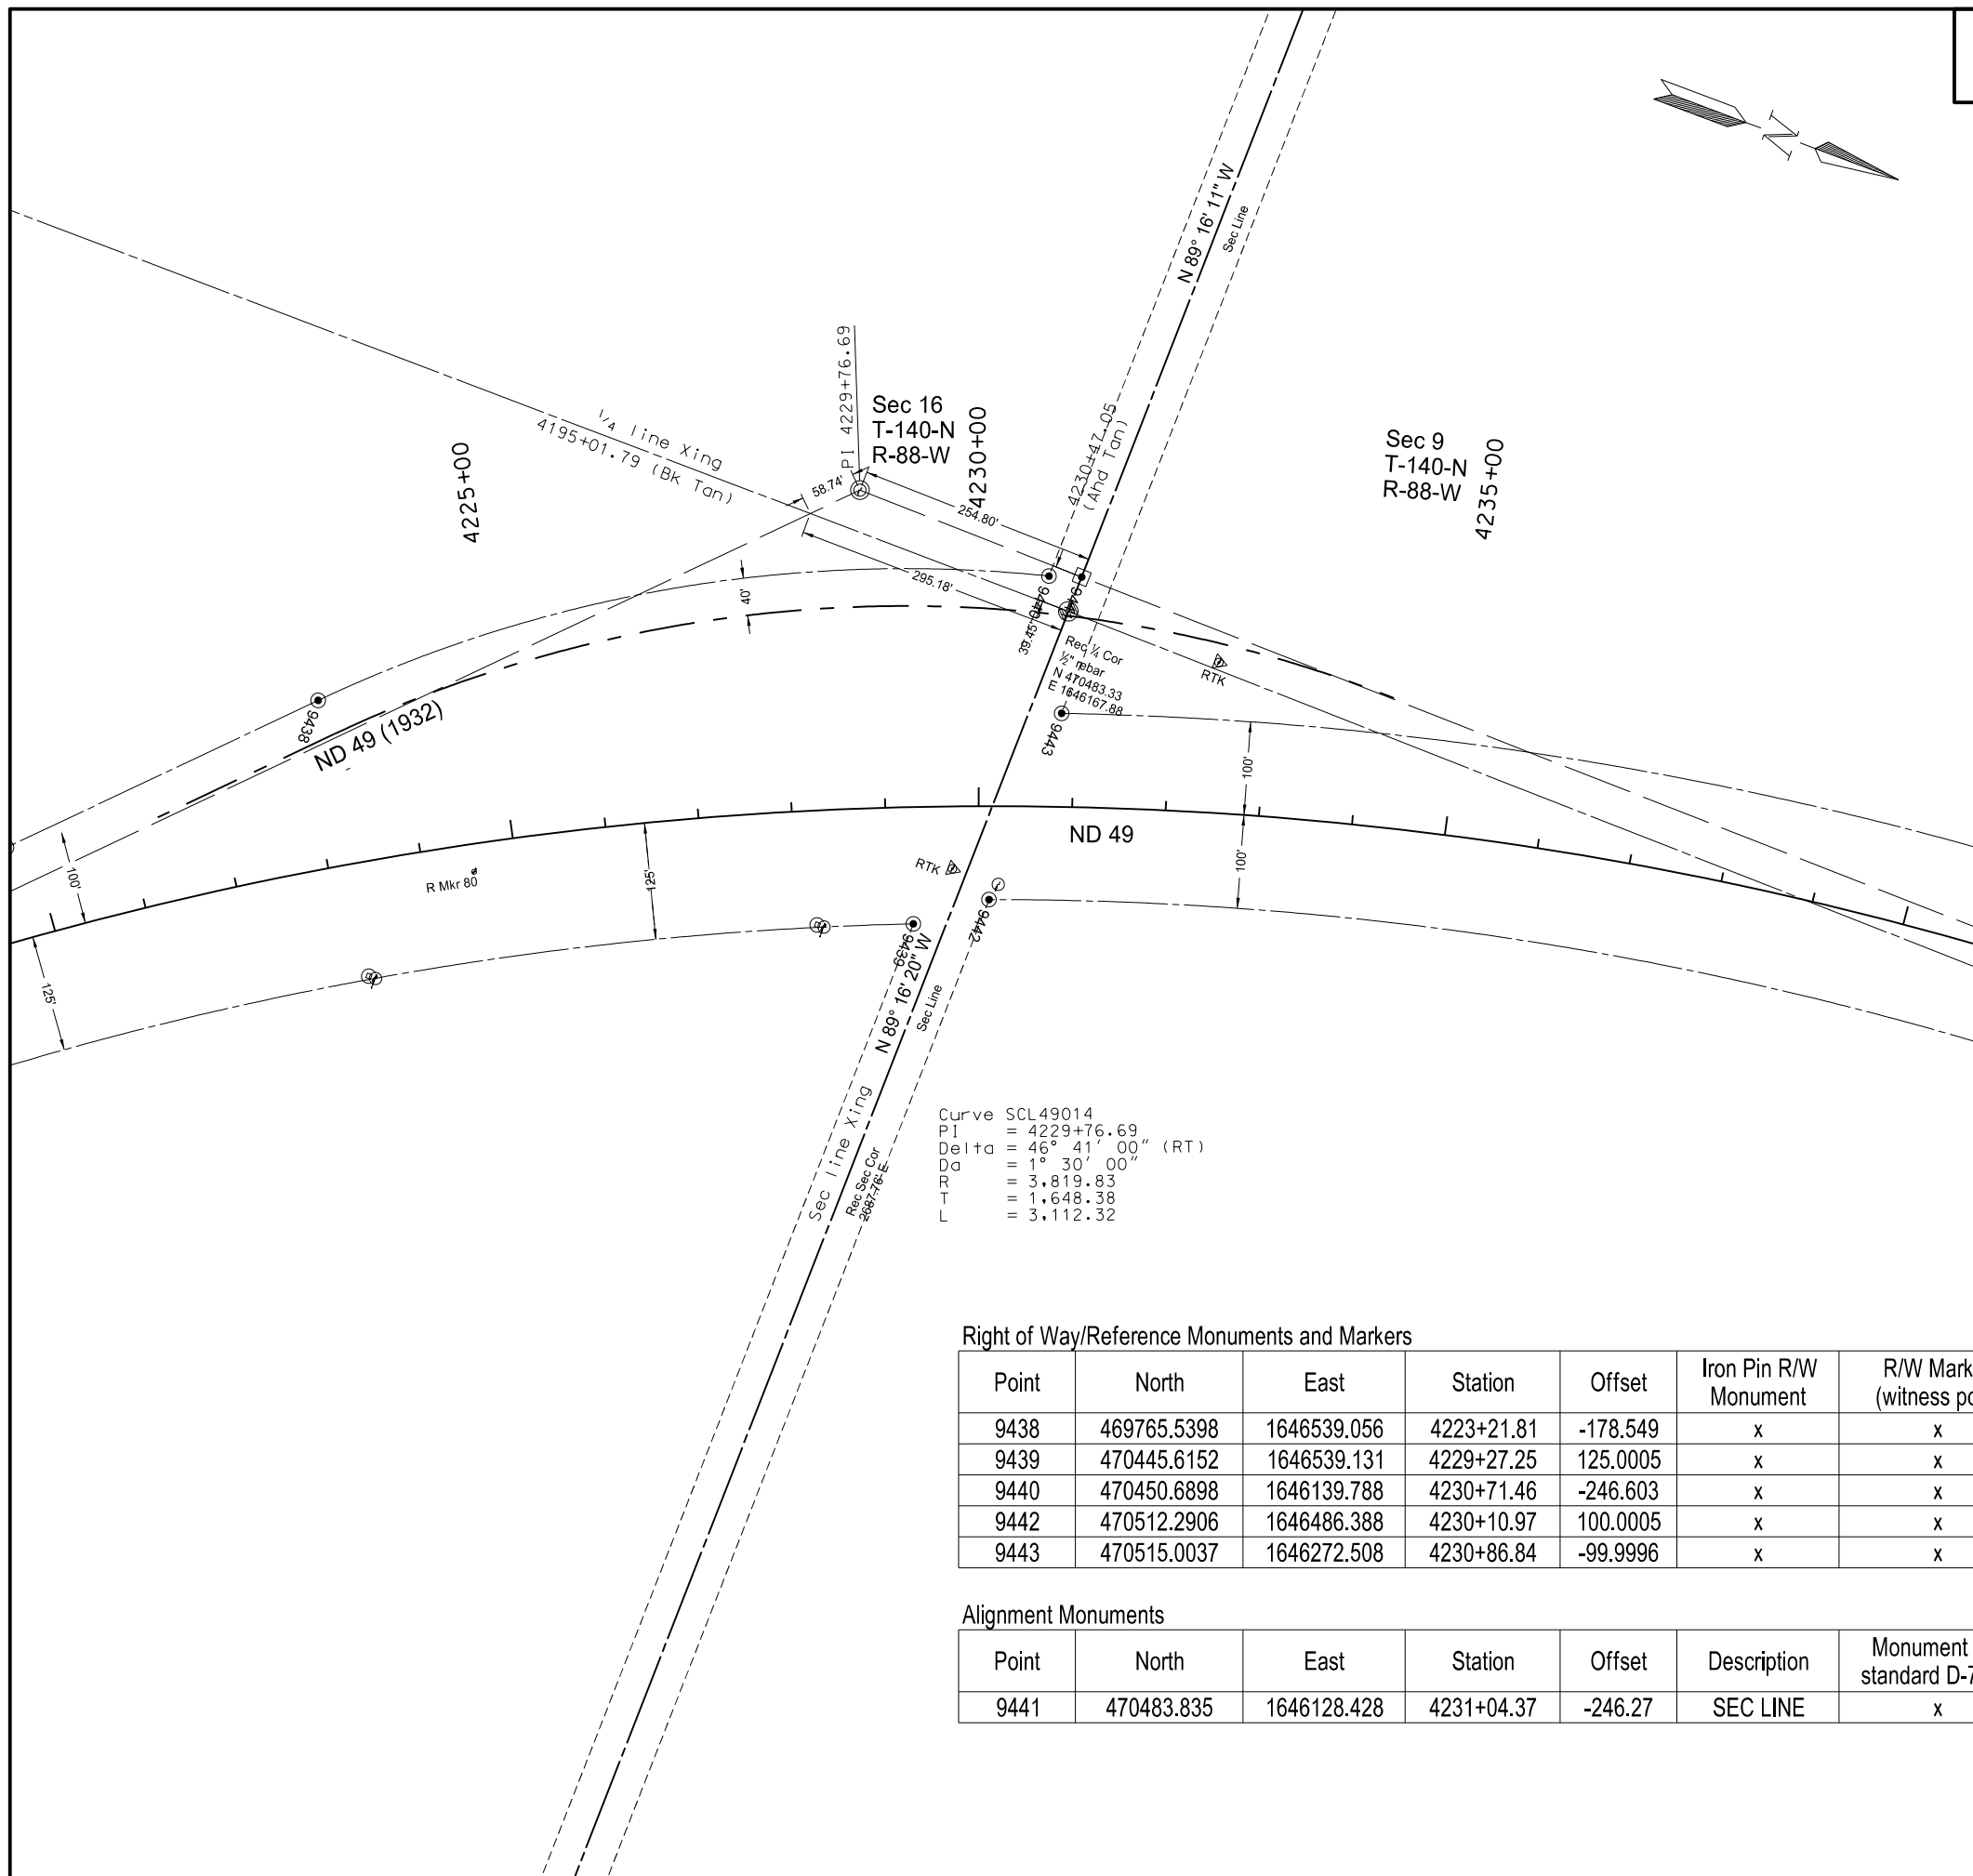 N
N 89° 16' 11" W
Sec Line
PI 4229+76.69
Sec 16
T-140-N
R-88-W
4230+00
4230+47.05
(Ahd Tan)
Sec 9
T-140-N
R-88-W
4235+00
1/4 line Xing
4195+01.79 (Bk Tan)
4225+00
58.74'
254.80'
295.18'
40'
9440
39.45'
Rec 1/4 Cor
1/2" rebar
N 470483.33
E 1646167.88
RTK
9438
ND 49 (1932)
9443
100'
ND 49
100'
100'
R Mkr 80
125'
RTK
9442
9439
125'
N 89° 16' 20" W
Sec Line
Sec line Xing
Rec Sec Cor
2687.76' E
Curve SCL49014
PI = 4229+76.69
Delta = 46° 41' 00" (RT)
Da = 1° 30' 00"
R = 3,819.83
T = 1,648.38
L = 3,112.32
Right of Way/Reference Monuments and Markers
Point North East Station Offset Iron Pin R/W Monument R/W Mark (witness po
9438 469765.5398 1646539.056 4223+21.81 -178.549 x x
9439 470445.6152 1646539.131 4229+27.25 125.0005 x x
9440 470450.6898 1646139.788 4230+71.46 -246.603 x x
9442 470512.2906 1646486.388 4230+10.97 100.0005 x x
9443 470515.0037 1646272.508 4230+86.84 -99.9996 x x
Alignment Monuments
Point North East Station Offset Description Monument standard D-7
9441 470483.835 1646128.428 4231+04.37 -246.27 SEC LINE x